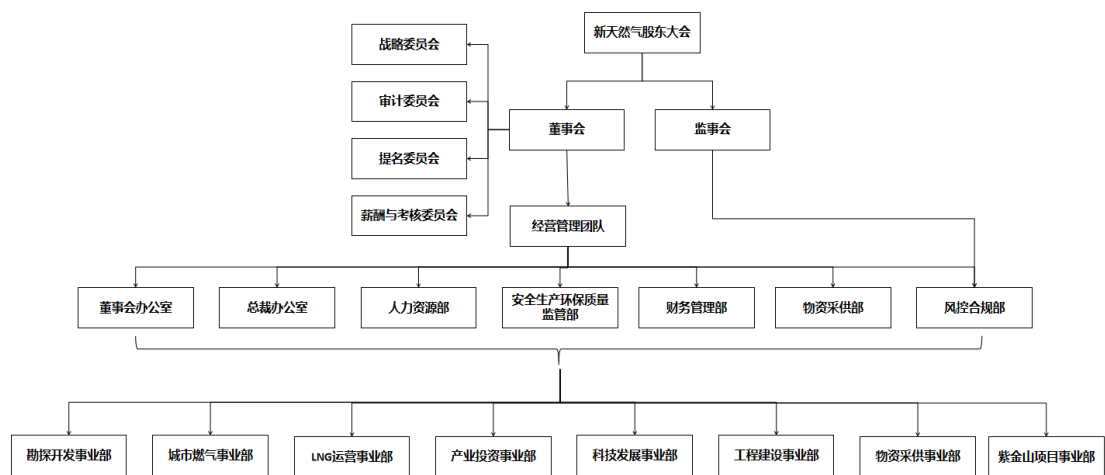 新天然气股东大会
战略委员会
审计委员会
董事会
监事会
提名委员会
薪酬与考核委员会
经营管理团队
董事会办公室
总裁办公室
人力资源部
安全生产环保质量
监管部
财务管理部
物资采供部
风控合规部
勘探开发事业部
城市燃气事业部
LNG运营事业部
产业投资事业部
科技发展事业部
工程建设事业部
物资采供事业部
紫金山项目事业部